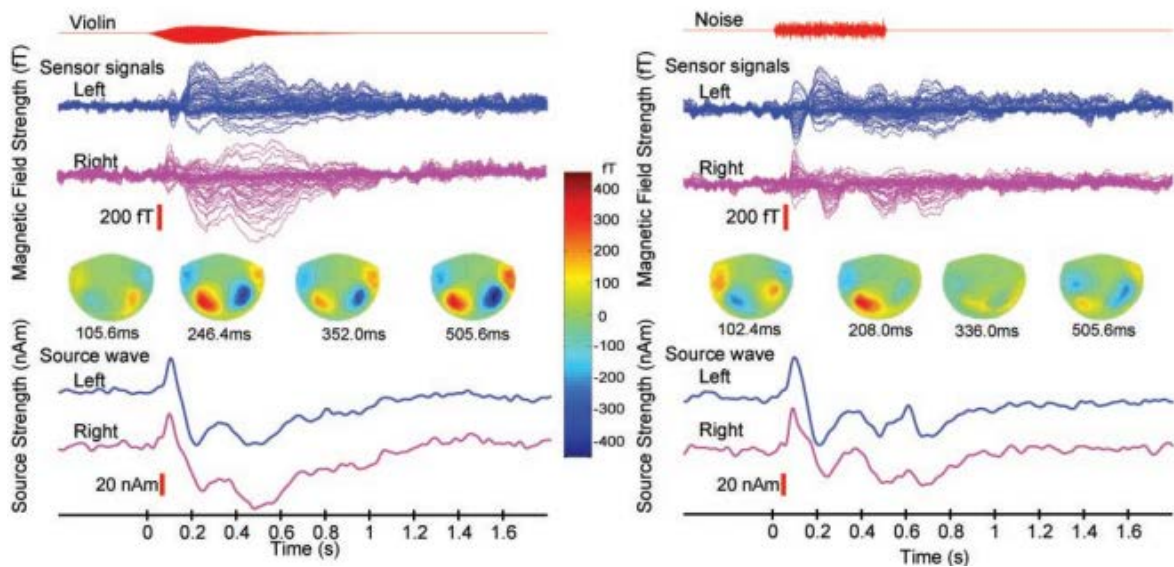 Violin
Magnetic Field Strength (fT)
Sensor signals
Left
Right
200 fT
105.6ms
246.4ms
352.0ms
505.6ms
Source Strength (nAm)
Source wave
Left
Right
20 nAm
0 0.2 0.4 0.6 0.8 1 1.2 1.4 1.6
Time (s)
fT
400
300
200
100
0
-100
-200
-300
-400
Noise
Magnetic Field Strength (fT)
Sensor signals
Left
Right
200 fT
102.4ms
208.0ms
336.0ms
505.6ms
Source Strength (nAm)
Source wave
Left
Right
20 nAm
0 0.2 0.4 0.6 0.8 1 1.2 1.4 1.6
Time (s)